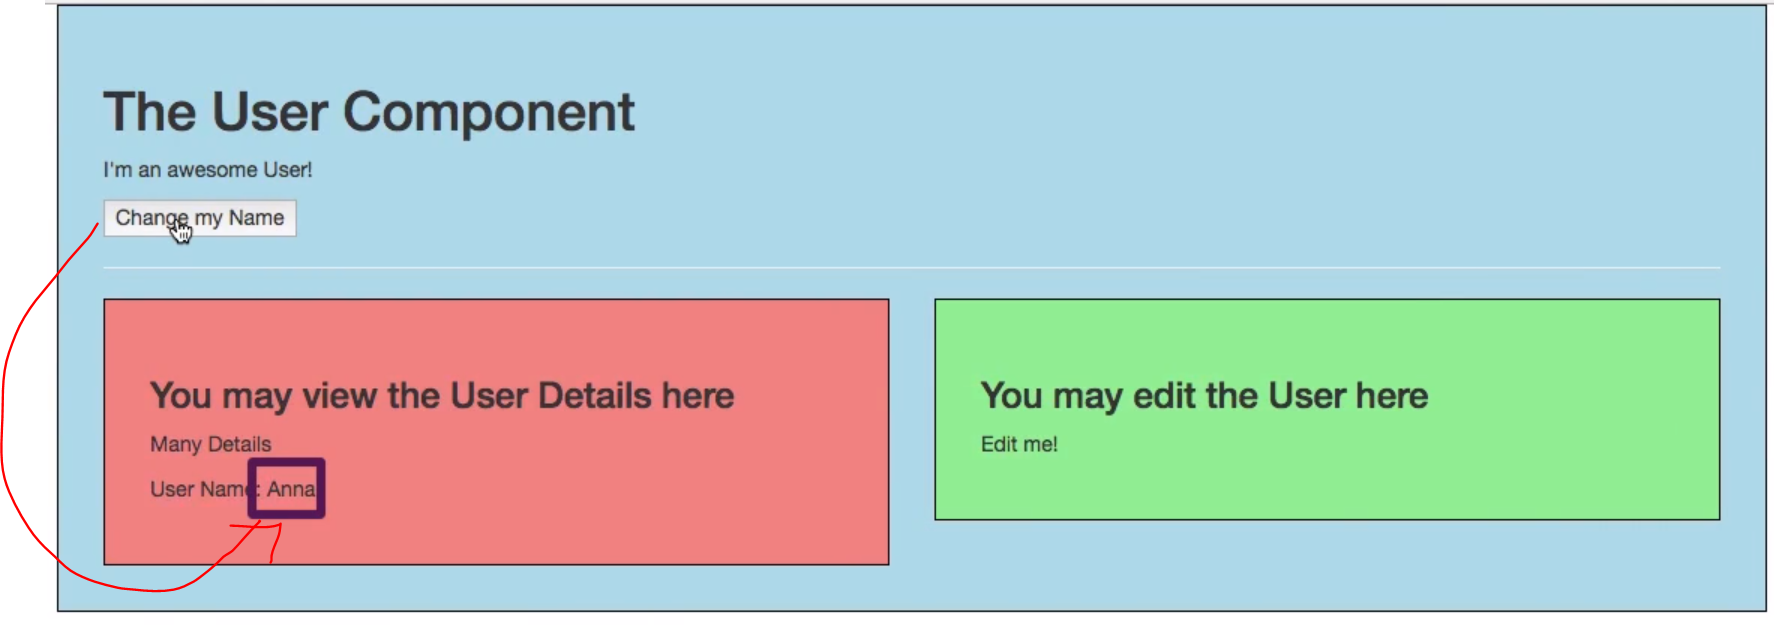 The User Component
I'm an awesome User!
Change my Name
You may view the User Details here
Many Details
User Name: Anna
You may edit the User here
Edit me!